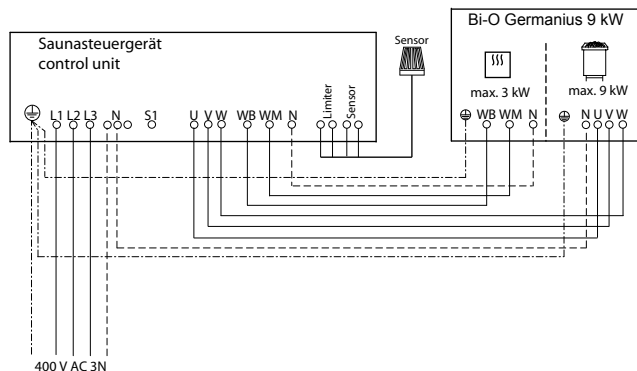 Saunasteuergerät
control unit
L1 L2 L3 N S1 U V W WB WM N
Limiter
Sensor
Sensor
Bi-O Germanius 9 kW
max. 3 kW
max. 9 kW
WB WM N
N U V W
400 V AC 3N